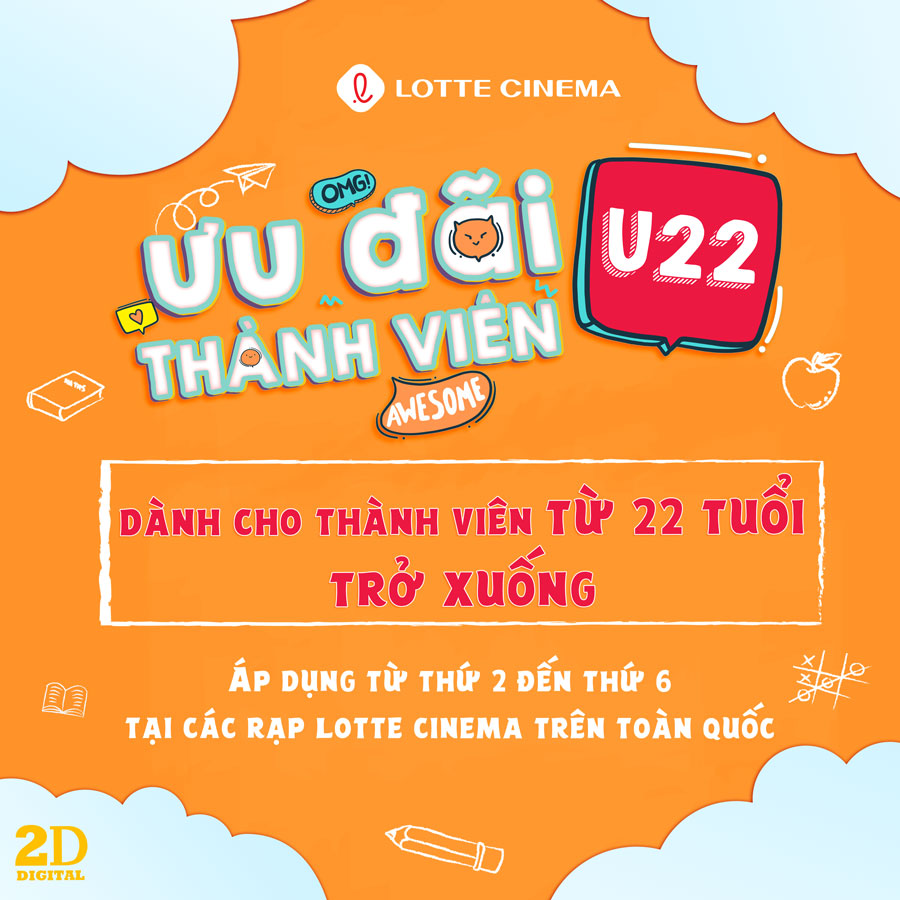 LOTTE CINEMA
OMG!
ưu đãi
U22
THÀNH VIÊN
AWESOME
MATHS
DÀNH CHO THÀNH VIÊN TỪ 22 TUỔI
TRỞ XUỐNG
ÁP DỤNG TỪ THỨ 2 ĐẾN THỨ 6
TẠI CÁC RẠP LOTTE CINEMA TRÊN TOÀN QUỐC
2D
DIGITAL